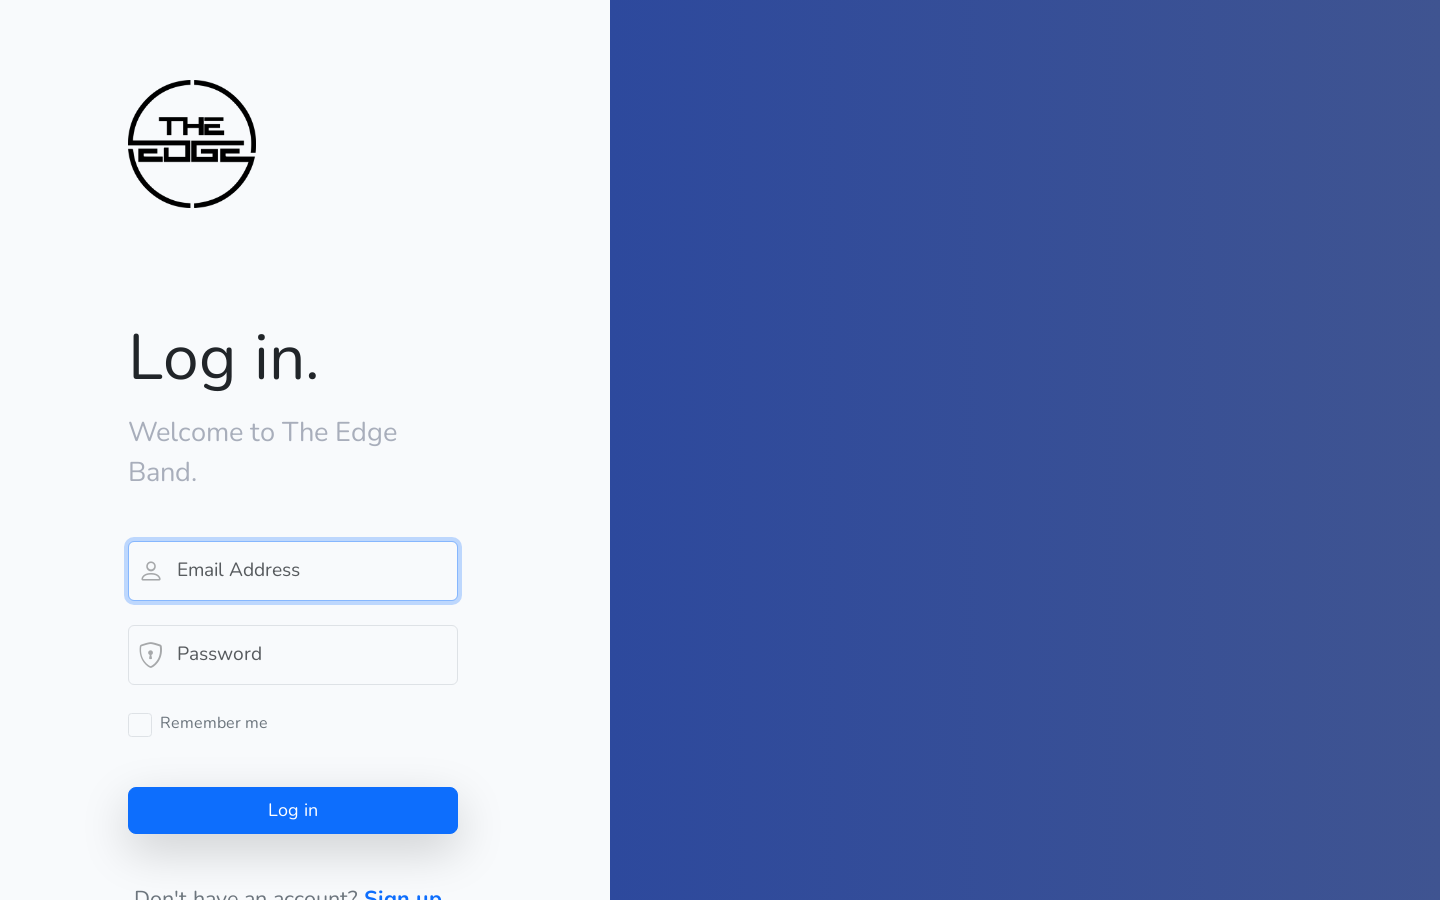 THE
EDGE
Log in.
Welcome to The Edge
Band.
Email Address
Password
Remember me
Log in
Don't have an account? Sign up